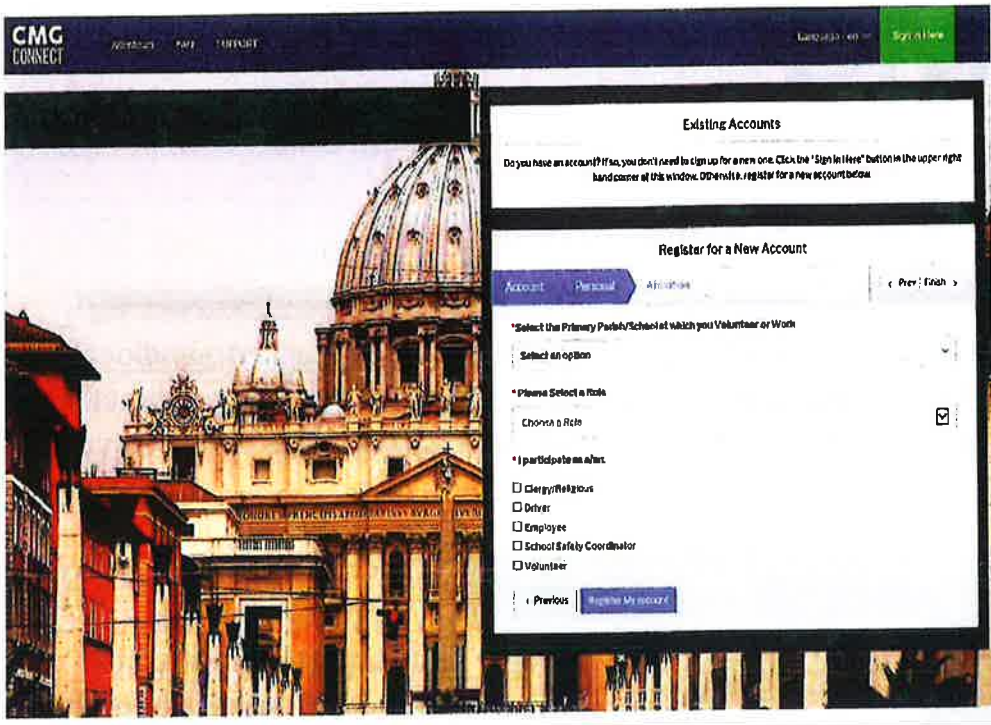 CMG
CONNECT
SUPPORT
Sign In Here
Existing Accounts
Do you have an account? If so, you don't need to sign up for a new one. Click the "Sign In Here" button in the upper right
hand corner of this window. Otherwise, register for a new account below.
Register for a New Account
Account Personal
‹ Prev Finish ›
*Select the Primary Parish/School at which you Volunteer or Work
Select an option
*Please Select a Role
Choose a Role
*I participate as a/an:
Clergy/Religious
Driver
Employee
School Safety Coordinator
Volunteer
‹ Previous Register My Account